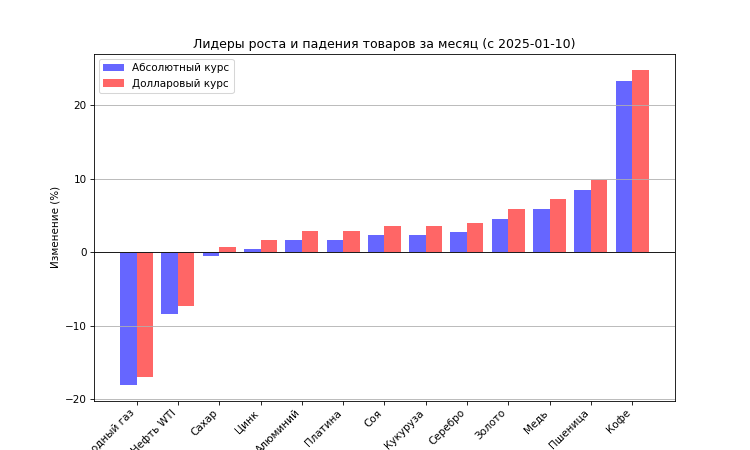 Лидеры роста и падения товаров за месяц (с 2025-01-10)
Абсолютный курс
Долларовый курс
Изменение (%)
20
10
0
−10
−20
газ
Нефть WTI
Сахар
Цинк
Алюминий
Платина
Соя
Кукуруза
Серебро
Золото
Медь
Пшеница
Кофе